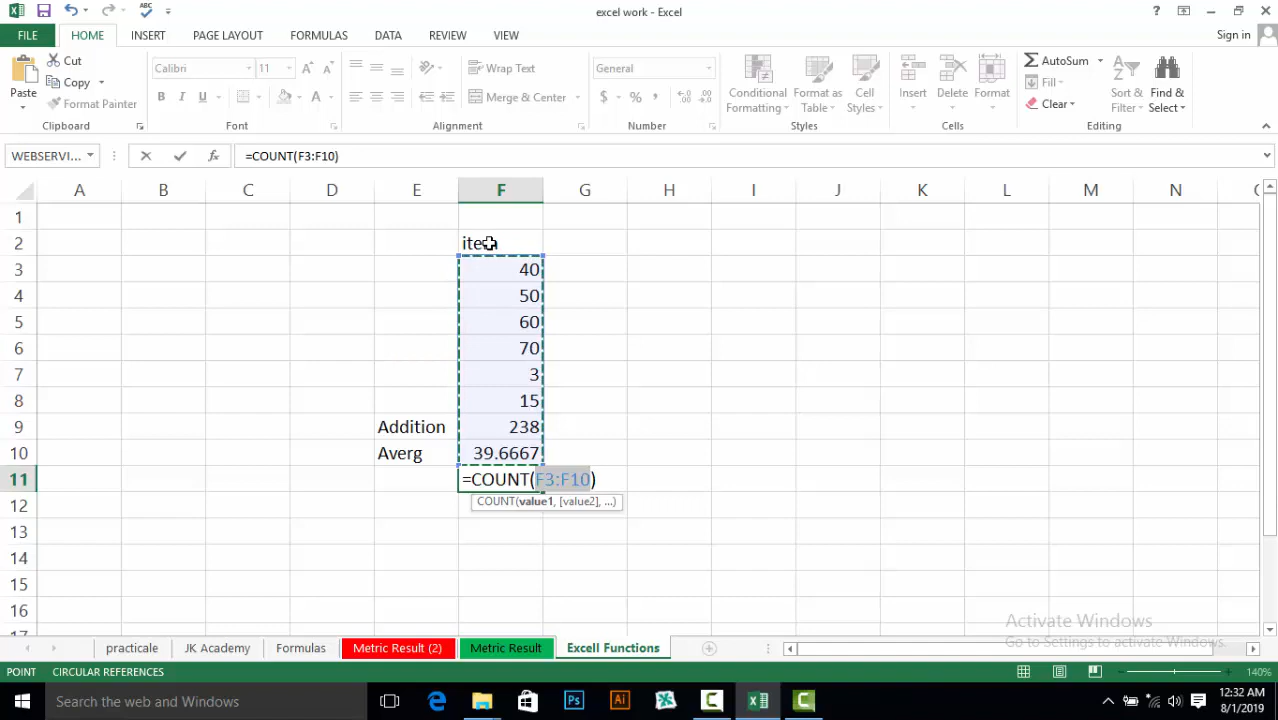 excel work - Excel
FILE HOME INSERT PAGE LAYOUT FORMULAS DATA REVIEW VIEW Sign in
Cut
Copy
Format Painter
Paste
Clipboard
Calibri 11
B I U
Font
Wrap Text
Merge & Center
Alignment
General
$ % ,
Number
Conditional Formatting
Format as Table
Cell Styles
Styles
Insert Delete Format
Cells
AutoSum
Fill
Clear
Sort & Filter
Find & Select
Editing
WEBSERVI... =COUNT(F3:F10)
A B C D E F G H I J K L M N
1
2
3 40
4 50
5 60
6 70
7 3
8 15
9 Addition 238
10 Averg 39.6667
11 =COUNT(F3:F10)
COUNT(value1, [value2], ...)
12
13
14
15
16
17
Activate Windows
Go to Settings to activate Windows.
practicale JK Academy Formulas Metric Result (2) Metric Result Excell Functions
POINT CIRCULAR REFERENCES 140%
Search the web and Windows
12:32 AM
8/1/2019